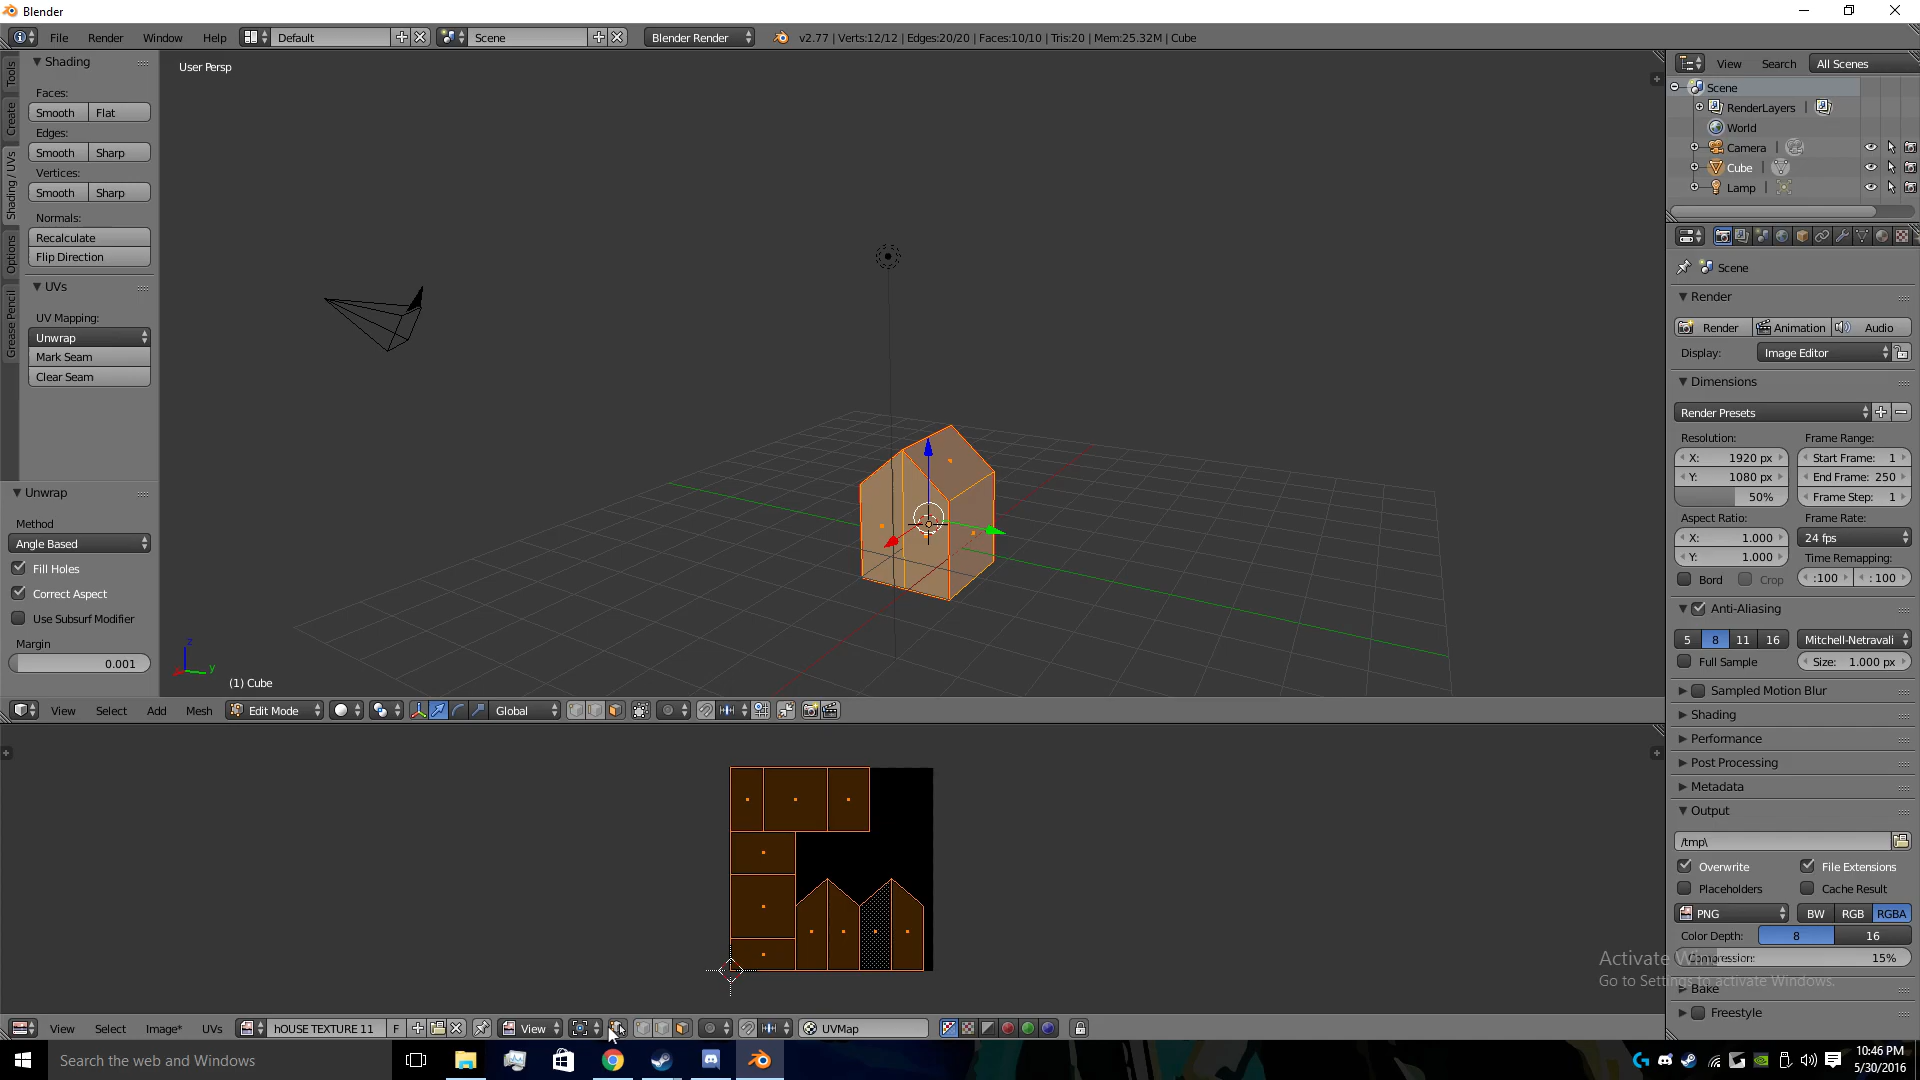 Blender
File Render Window Help Default Scene Blender Render v2.77 | Verts:12/12 | Edges:20/20 | Faces:10/10 | Tris:20 | Mem:25.32M | Cube
Tools
Create
Shading / UVs
Options
Grease Pencil
Shading
Faces:
Smooth Flat
Edges:
Smooth Sharp
Vertices:
Smooth Sharp
Normals:
Recalculate
Flip Direction
UVs
UV Mapping:
Unwrap
Mark Seam
Clear Seam
Unwrap
Method
Angle Based
Fill Holes
Correct Aspect
Use Subsurf Modifier
Margin
0.001
User Persp
z
y
(1) Cube
View Select Add Mesh Edit Mode Global
View Select Image* UVs hOUSE TEXTURE 11 F View UVMap
View Search All Scenes
Scene
RenderLayers |
World
Camera |
Cube |
Lamp |
Scene
Render
Render Animation Audio
Display: Image Editor
Dimensions
Render Presets
Resolution: Frame Range:
X: 1920 px Start Frame: 1
Y: 1080 px End Frame: 250
50% Frame Step: 1
Aspect Ratio: Frame Rate:
X: 1.000 24 fps
Y: 1.000 Time Remapping:
Bord Crop :100 : 100
Anti-Aliasing
5 8 11 16 Mitchell-Netravali
Full Sample Size: 1.000 px
Sampled Motion Blur
Shading
Performance
Post Processing
Metadata
Output
/tmp\
Overwrite File Extensions
Placeholders Cache Result
PNG BW RGB RGBA
Color Depth: 8 16
Compression: 15%
Activate
Go to Settings to activate Windows.
Bake
Freestyle
Search the web and Windows
10:46 PM
5/30/2016